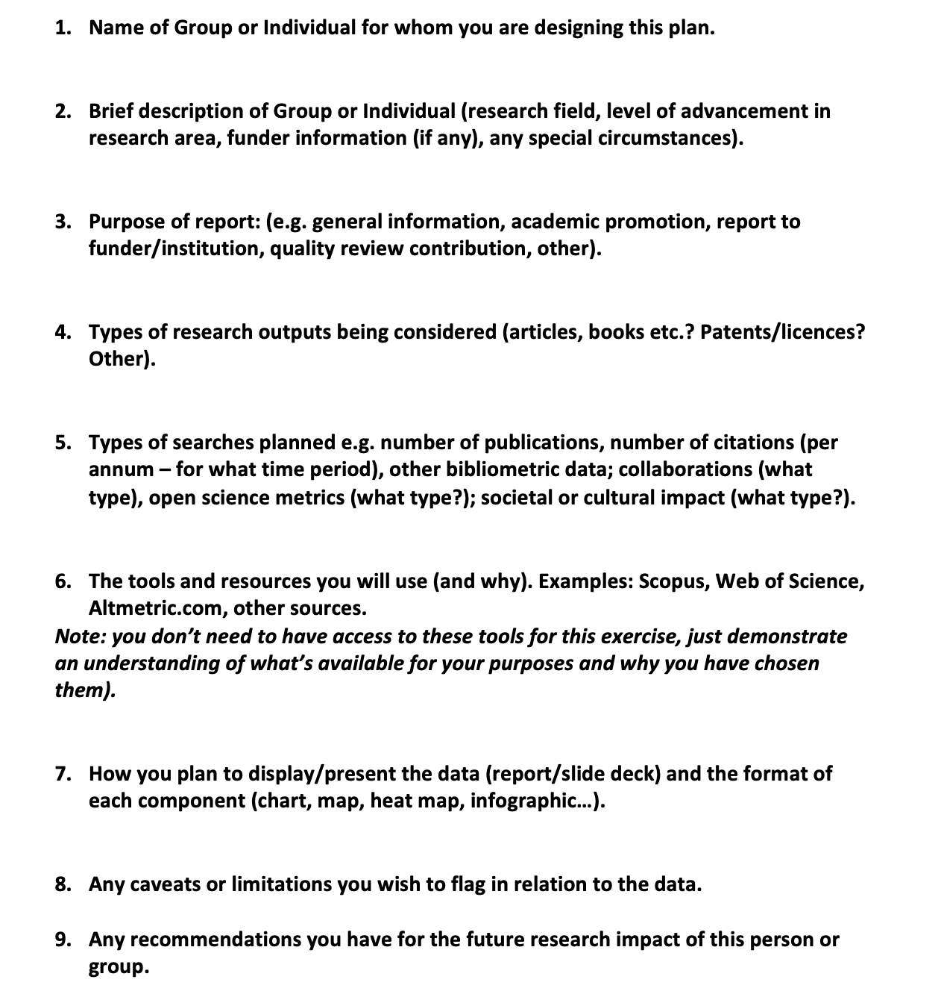 1. Name of Group or Individual for whom you are designing this plan.
2. Brief description of Group or Individual (research field, level of advancement in
research area, funder information (if any), any special circumstances).
3. Purpose of report: (e.g. general information, academic promotion, report to
funder/institution, quality review contribution, other).
4. Types of research outputs being considered (articles, books etc.? Patents/licences?
Other).
5. Types of searches planned e.g. number of publications, number of citations (per
annum – for what time period), other bibliometric data; collaborations (what
type), open science metrics (what type?); societal or cultural impact (what type?).
6. The tools and resources you will use (and why). Examples: Scopus, Web of Science,
Altmetric.com, other sources.
Note: you don’t need to have access to these tools for this exercise, just demonstrate
an understanding of what’s available for your purposes and why you have chosen
them).
7. How you plan to display/present the data (report/slide deck) and the format of
each component (chart, map, heat map, infographic…).
8. Any caveats or limitations you wish to flag in relation to the data.
9. Any recommendations you have for the future research impact of this person or
group.